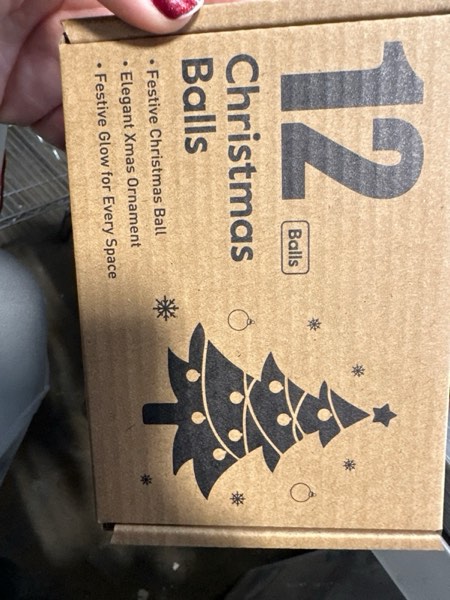 12
Balls
Christmas
Balls
• Festive Christmas Ball
• Elegant Xmas Ornament
• Festive Glow for Every Space